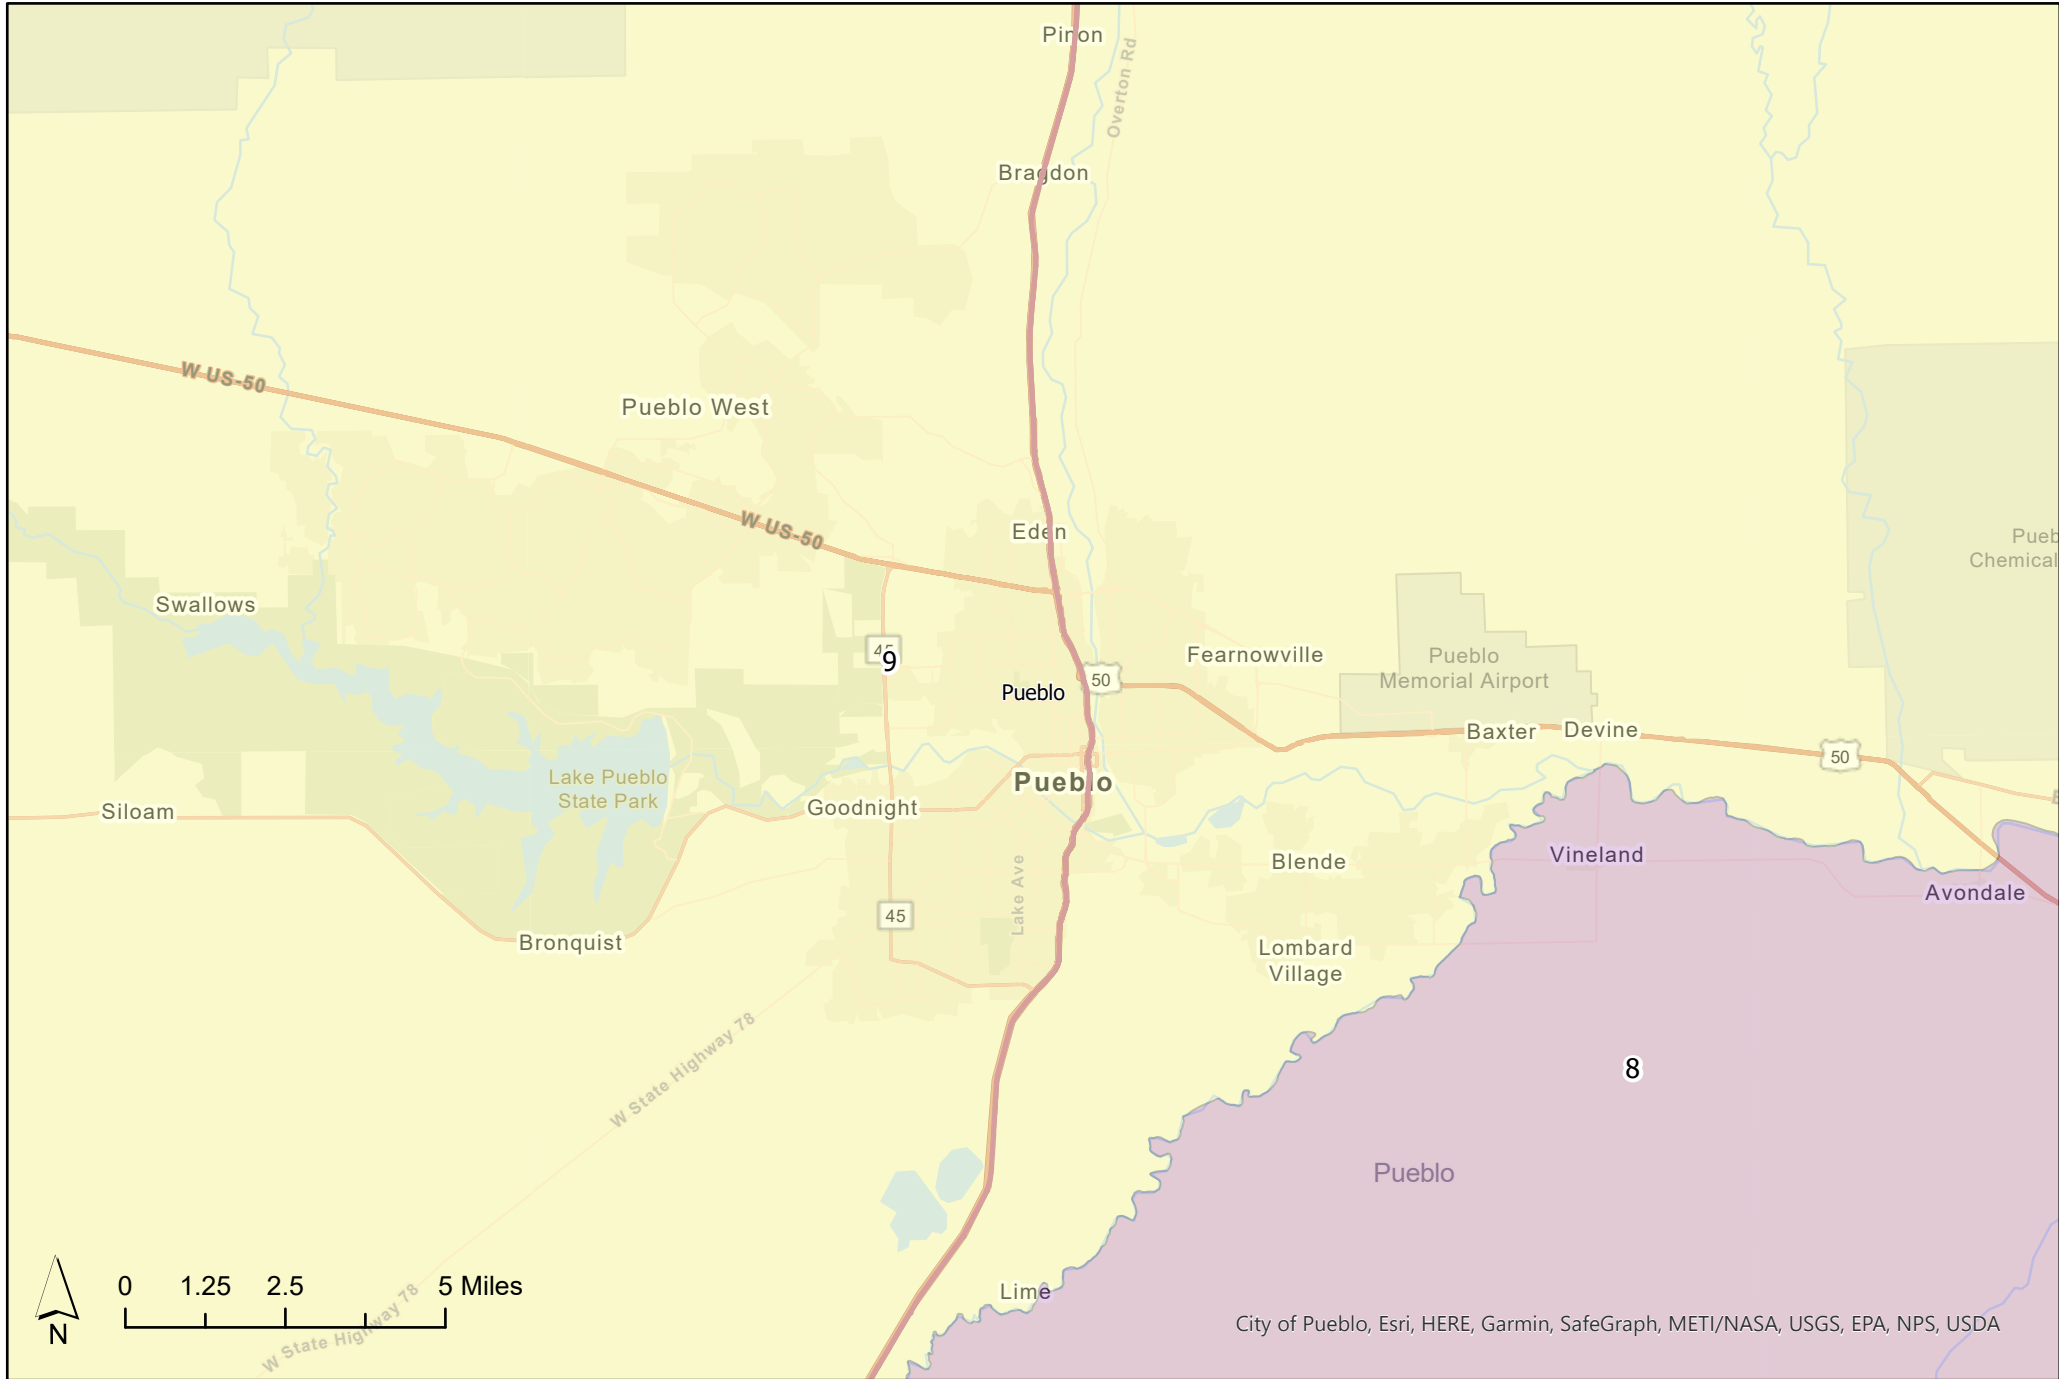 Pinon
Overton Rd
Bragdon
W US-50
Pueblo West
W US-50
Eden
Pueb
Chemical
Swallows
45
9
Fearnowville
Pueblo
Memorial Airport
50
Pueblo
Baxter
Devine
50
Lake Pueblo
State Park
Pueblo
Siloam
Goodnight
Vineland
Blende
Lake Ave
Avondale
45
Bronquist
Lombard
Village
W State Highway 78
8
Pueblo
Lime
0 1.25 2.5 5 Miles
N
W State Highway 78
City of Pueblo, Esri, HERE, Garmin, SafeGraph, METI/NASA, USGS, EPA, NPS, USDA